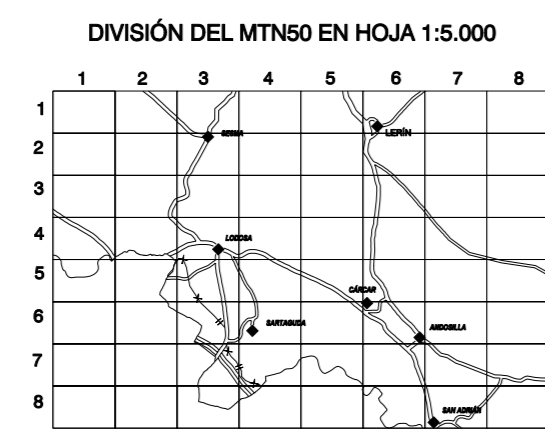 DIVISIÓN DEL MTN50 EN HOJA 1:5.000
1 2 3 4 5 6 7 8
1
LERÍN
SESMA
2
3
4
LODOSA
5
CÁRCAR
6
SARTAGUDA
ANDOSILLA
7
8
SAN ADRIÁN